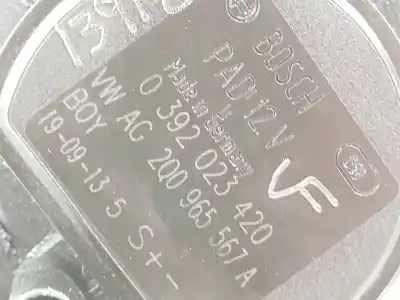 BOSCH
PAD 12 V
Made in Germany
0 392 023 420
VW AG 2Q0 965 567 A
BOY
19-09-13 5 S + -
VF